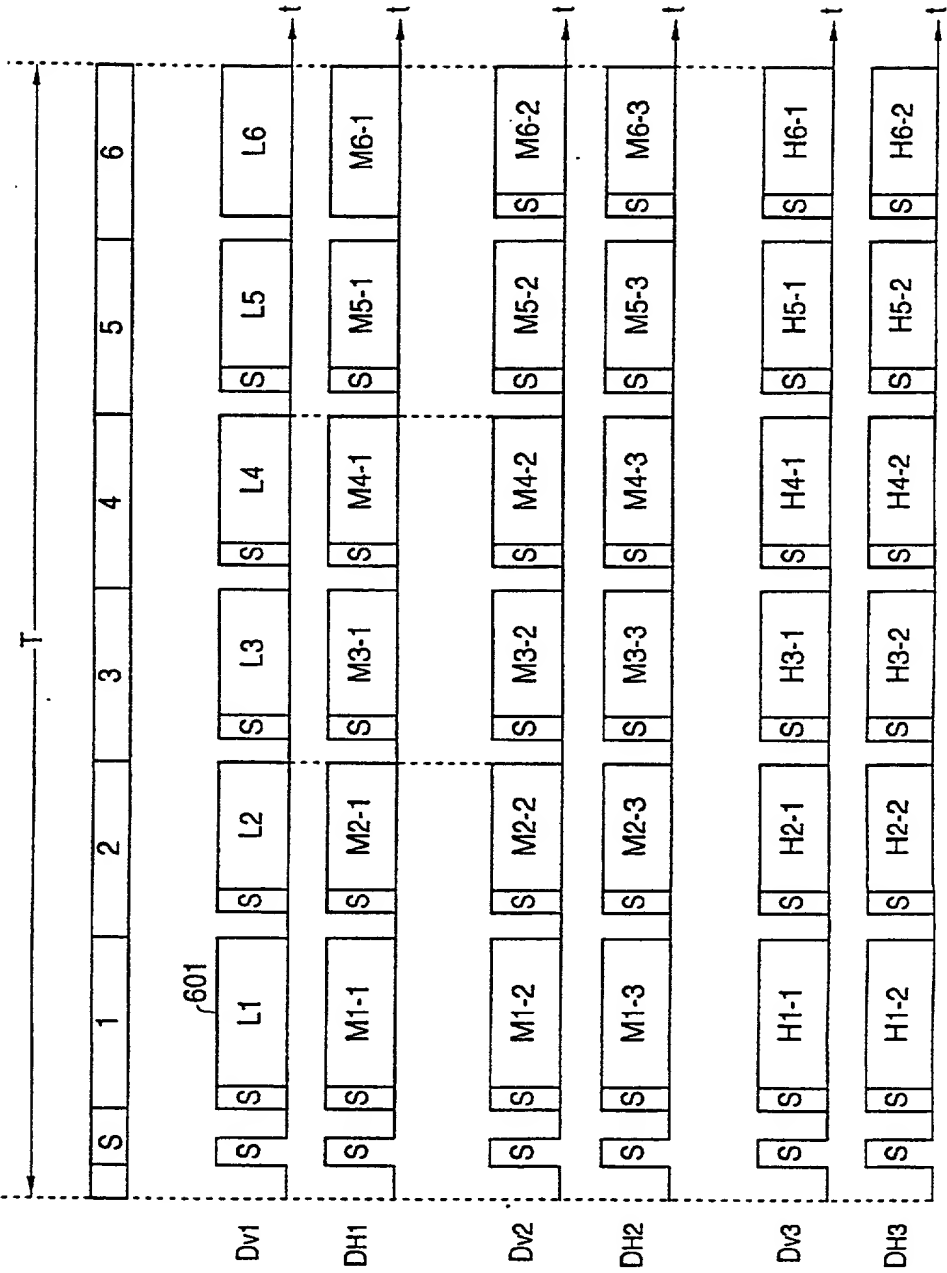 T
S 1 2 3 4 5 6
601
Dv1 S S L1 S L2 S L3 S L4 S L5 L6 t
DH1 S S M1-1 S M2-1 S M3-1 S M4-1 S M5-1 M6-1 t
Dv2 S S M1-2 S M2-2 S M3-2 S M4-2 S M5-2 S M6-2 t
DH2 S S M1-3 S M2-3 S M3-3 S M4-3 S M5-3 S M6-3 t
Dv3 S S H1-1 S H2-1 S H3-1 S H4-1 S H5-1 S H6-1 t
DH3 S S H1-2 S H2-2 S H3-2 S H4-2 S H5-2 S H6-2 t